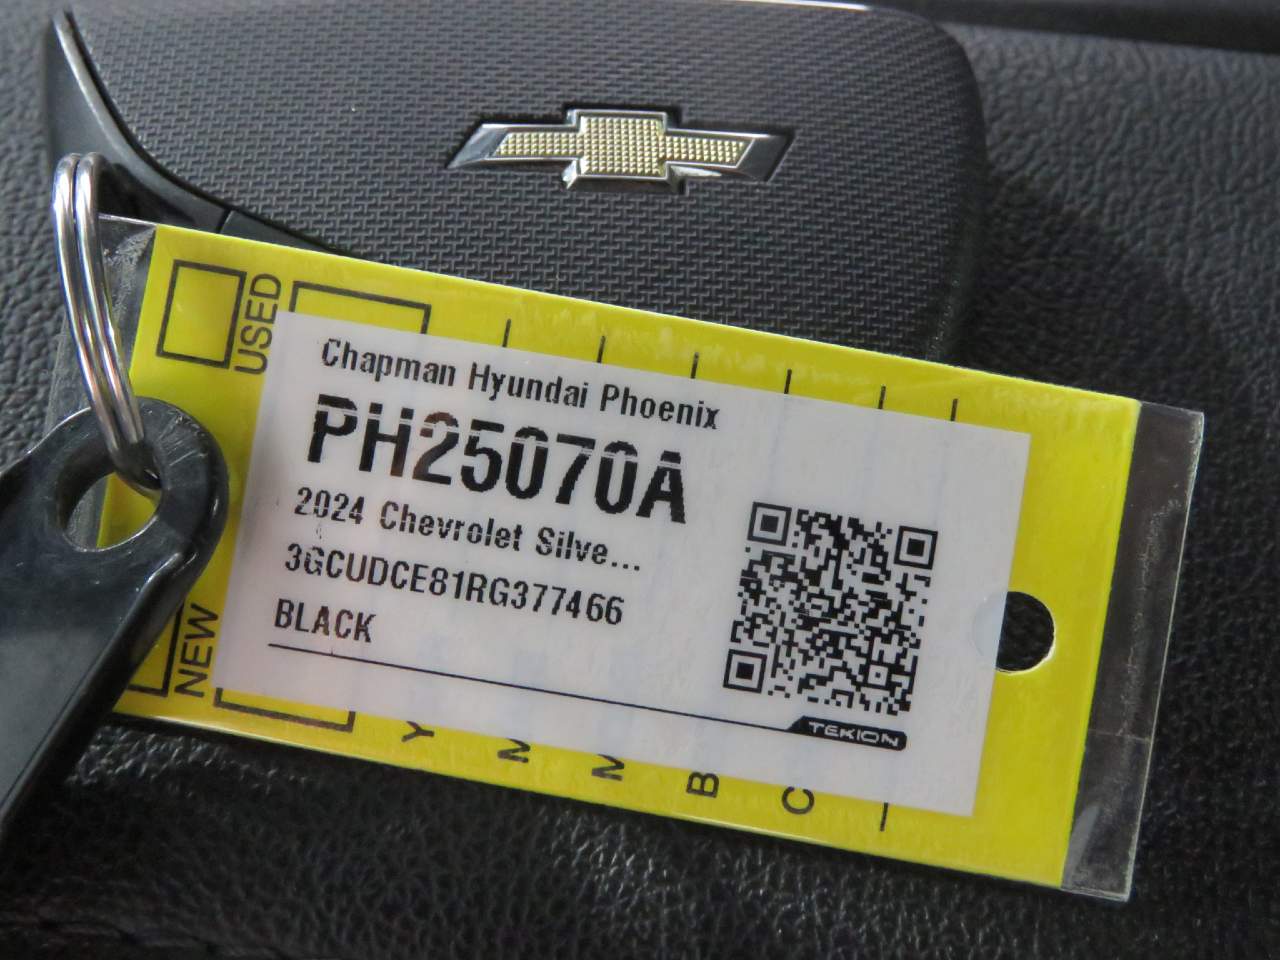 USED
Chapman Hyundai Phoenix
PH25070A
2024 Chevrolet Silve...
3GCUDCE81RG377466
BLACK
TEKION
NEW
Y
M
M
B
C